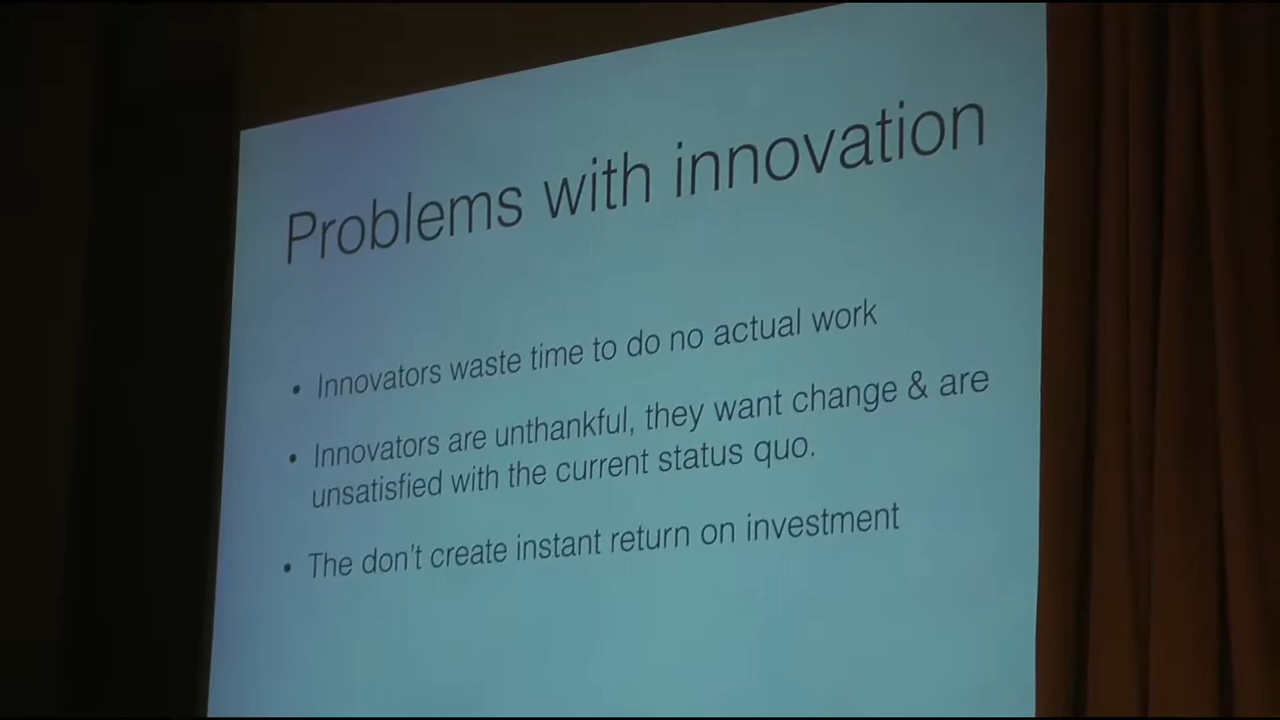 Problems with innovation
• Innovators waste time to do no actual work
• Innovators are unthankful, they want change & are
unsatisfied with the current status quo.
• The don't create instant return on investment